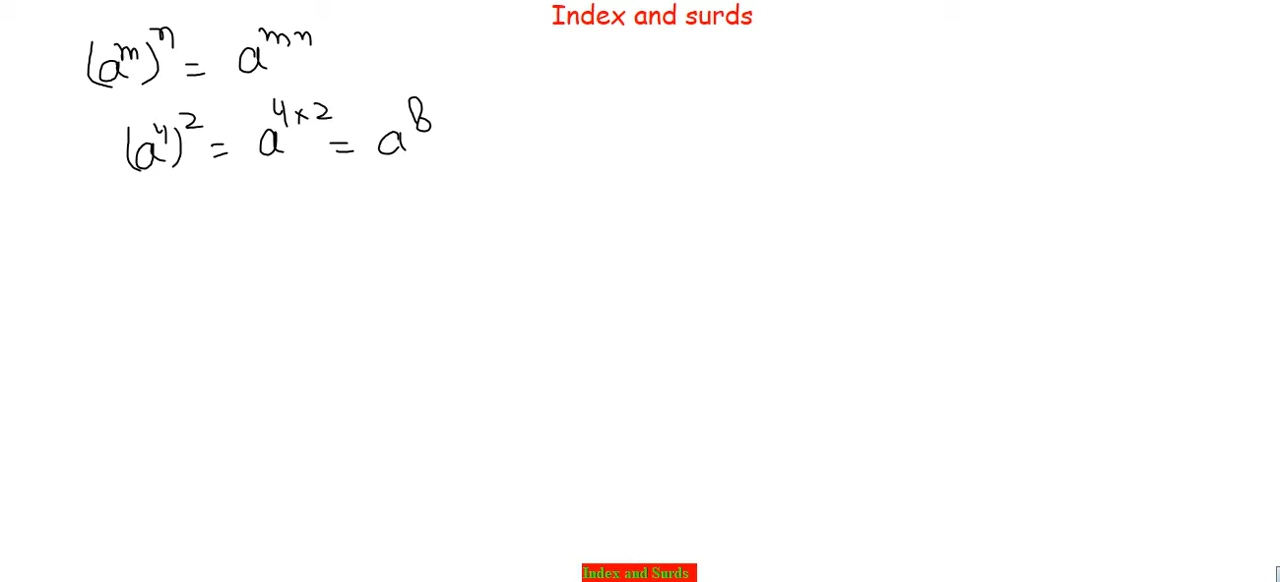 Index and surds
(a^m)^n = a^{mn}
(a^4)^2 = a^{4×2} = a^8
Index and Surds